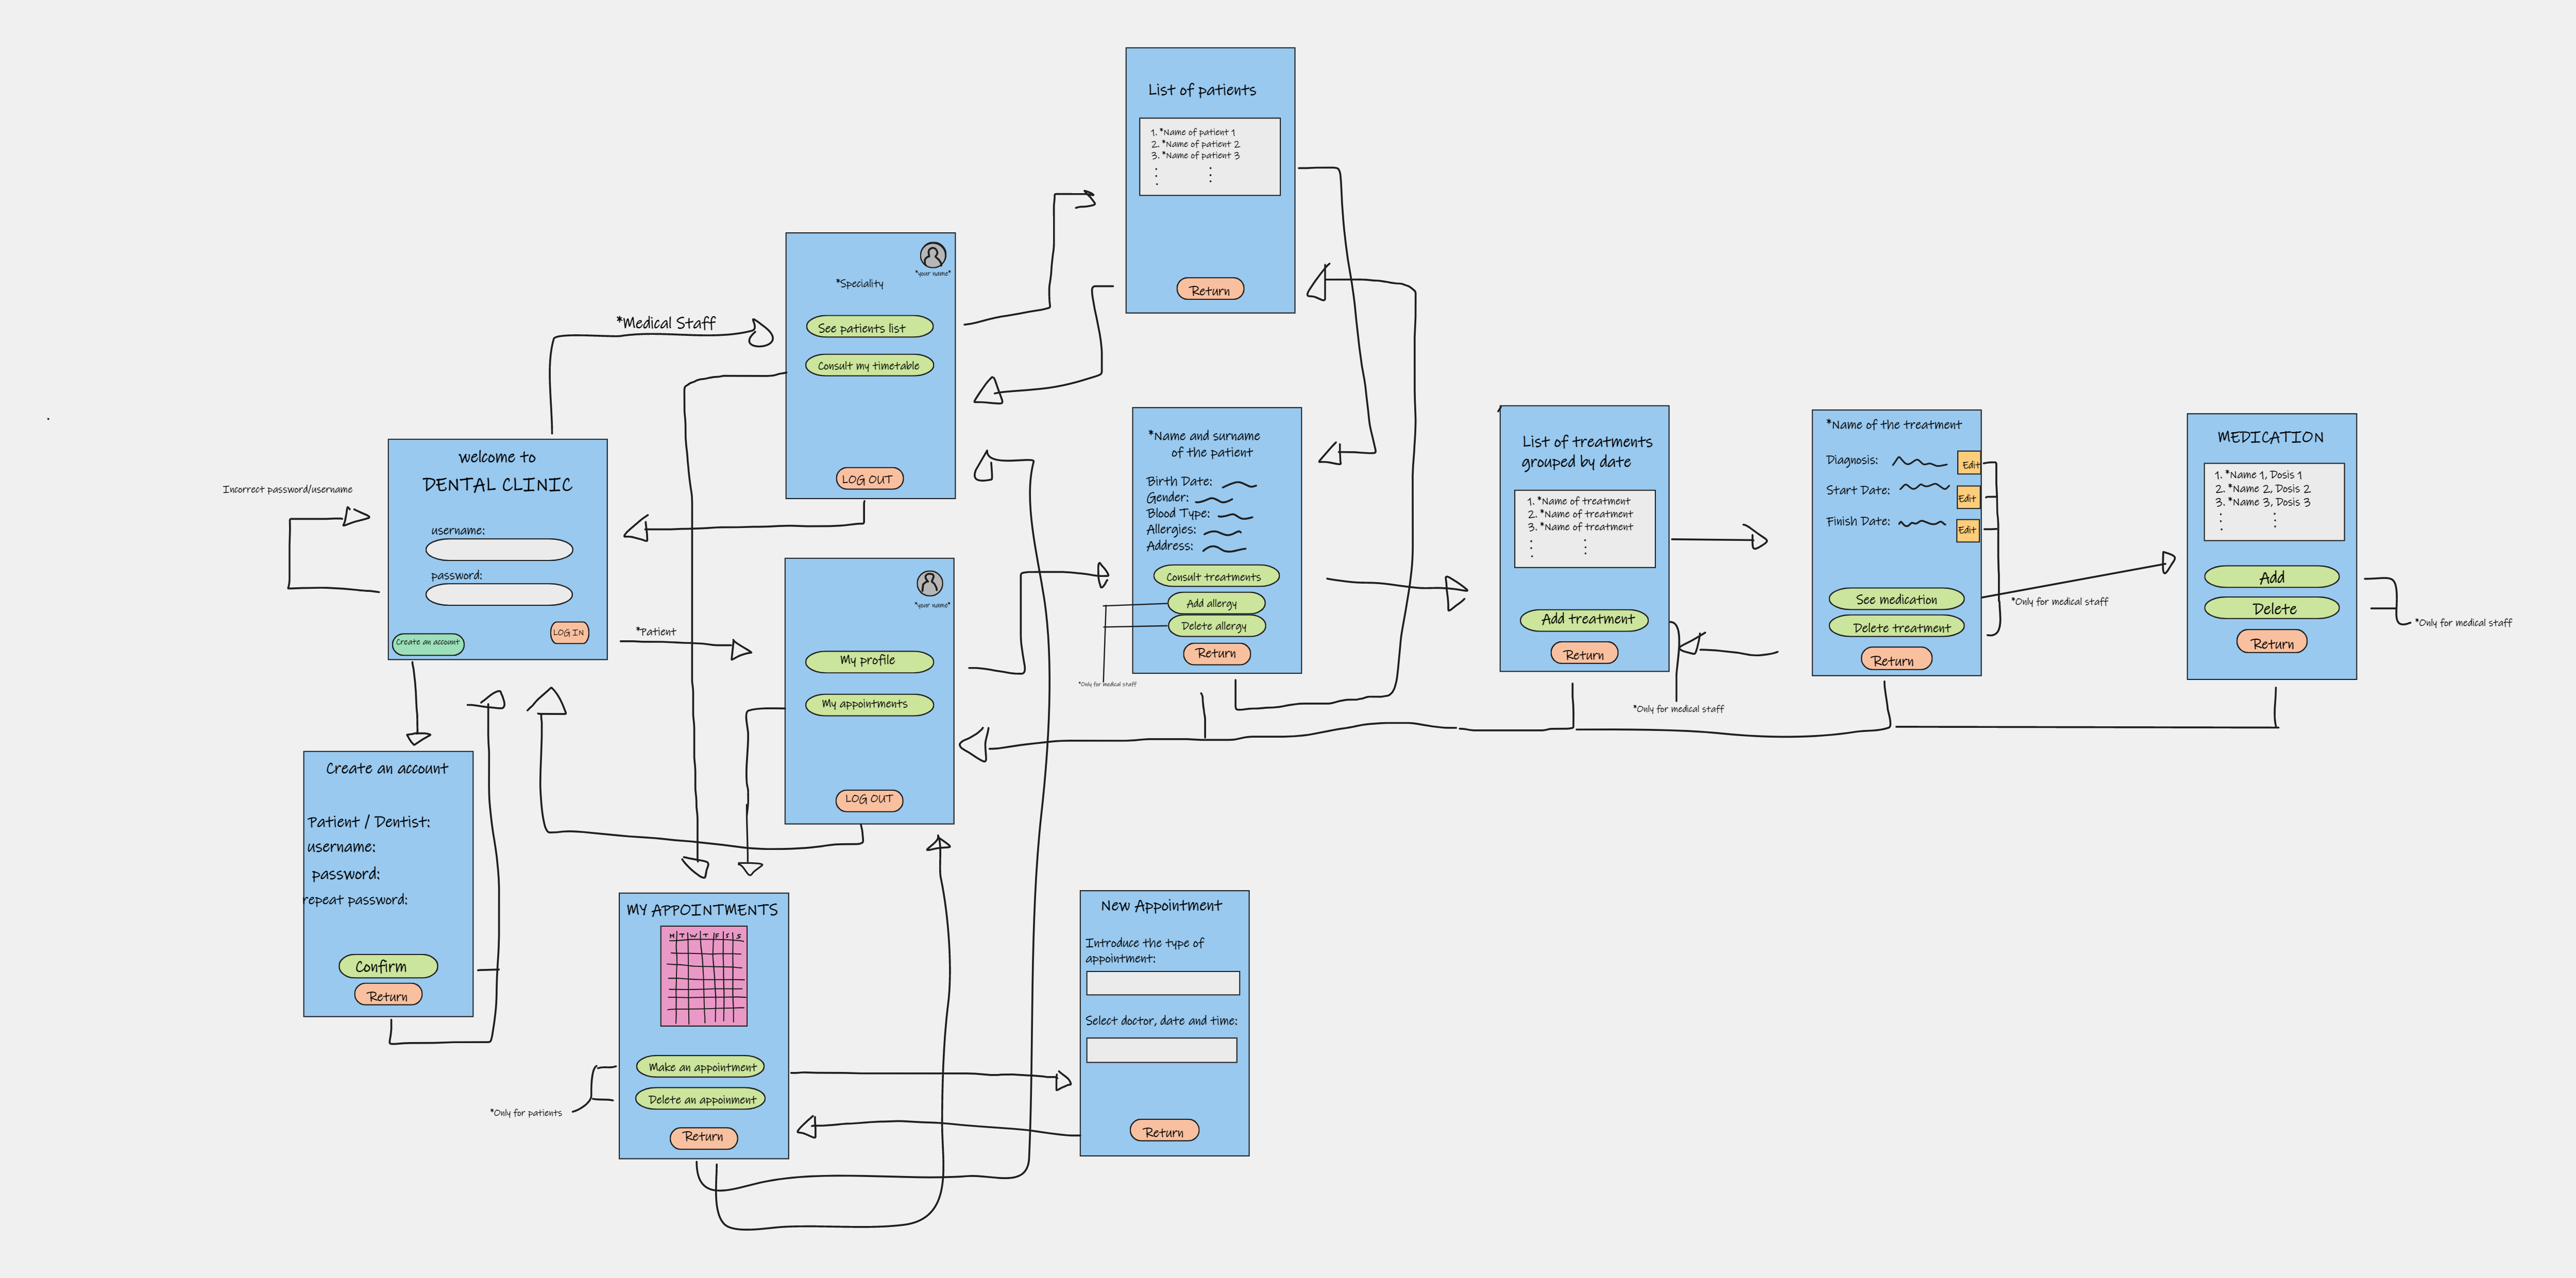 List of patients
1. *Name of patient 1
2. *Name of patient 2
3. *Name of patient 3
Return
*your name*
*Speciality
See patients list
Consult my timetable
LOG OUT
*Medical Staff
welcome to
DENTAL CLINIC
username:
password:
Create an account
LOG IN
Incorrect password/username
*Patient
*your name*
My profile
My appointments
LOG OUT
*Name and surname
of the patient
Birth Date:
Gender:
Blood Type:
Allergies:
Address:
Consult treatments
Add allergy
Delete allergy
Return
*Only for medical staff
List of treatments
grouped by date
1. *Name of treatment
2. *Name of treatment
3. *Name of treatment
Add treatment
Return
*Only for medical staff
*Name of the treatment
Diagnosis:
Edit
Start Date:
Edit
Finish Date:
Edit
See medication
Delete treatment
Return
*Only for medical staff
MEDICATION
1. *Name 1, Dosis 1
2. *Name 2, Dosis 2
3. *Name 3, Dosis 3
Add
Delete
Return
*Only for medical staff
Create an account
Patient / Dentist:
username:
password:
repeat password:
Confirm
Return
MY APPOINTMENTS
M T W T F S S
Make an appointment
Delete an appoinment
Return
*Only for patients
New Appointment
Introduce the type of
appointment:
Select doctor, date and time:
Return